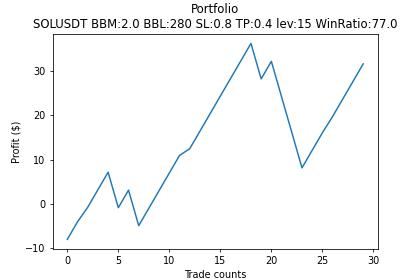 Portfolio
SOLUSDT BBM:2.0 BBL:280 SL:0.8 TP:0.4 lev:15 WinRatio:77.0
Profit ($)
30
20
10
0
−10
0 5 10 15 20 25 30
Trade counts